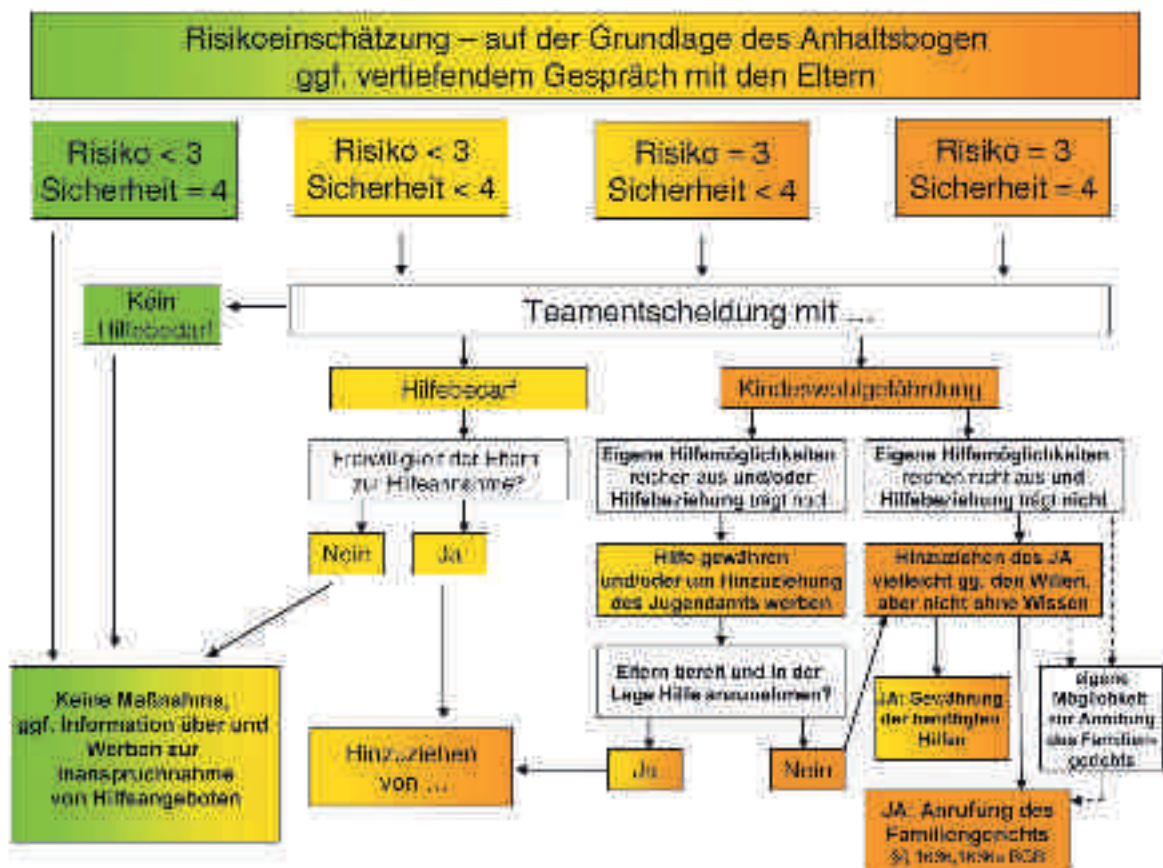 Risikoeinschätzung – auf der Grundlage des Anhaltsbogen
ggf. vertiefendem Gespräch mit den Eltern
Risiko < 3
Sicherheit = 4
Risiko < 3
Sicherheit < 4
Risiko = 3
Sicherheit < 4
Risiko = 3
Sicherheit = 4
Kein
Hilfebedarf
Teamentscheidung mit ...
Hilfebedarf
Kindeswohlgefährdung
Freiwilligkeit der Eltern
zur Hilfeannahme?
Eigene Hilfemöglichkeiten
reichen aus und/oder
Hilfebeziehung trägt noch
Eigene Hilfemöglichkeiten
reichen nicht aus und
Hilfebeziehung trägt nicht
Nein
Ja
Hilfe gewähren
und/oder um Hinzuziehung
des Jugendamts werben
Hinzuziehen des JA
vielleicht gg. den Willen,
aber nicht ohne Wissen
Keine Maßnahme,
ggf. Information über und
Werben zur
Inanspruchnahme
von Hilfsangeboten
Hinzuziehen
von ...
Eltern bereit und in der
Lage Hilfe anzunehmen?
Ja
Nein
JA: Gewährung
der benötigten
Hilfen
eigene
Möglichkeit
zur Anrufung
des Familien-
gerichts
JA: Anrufung des
Familiengerichts
BGB